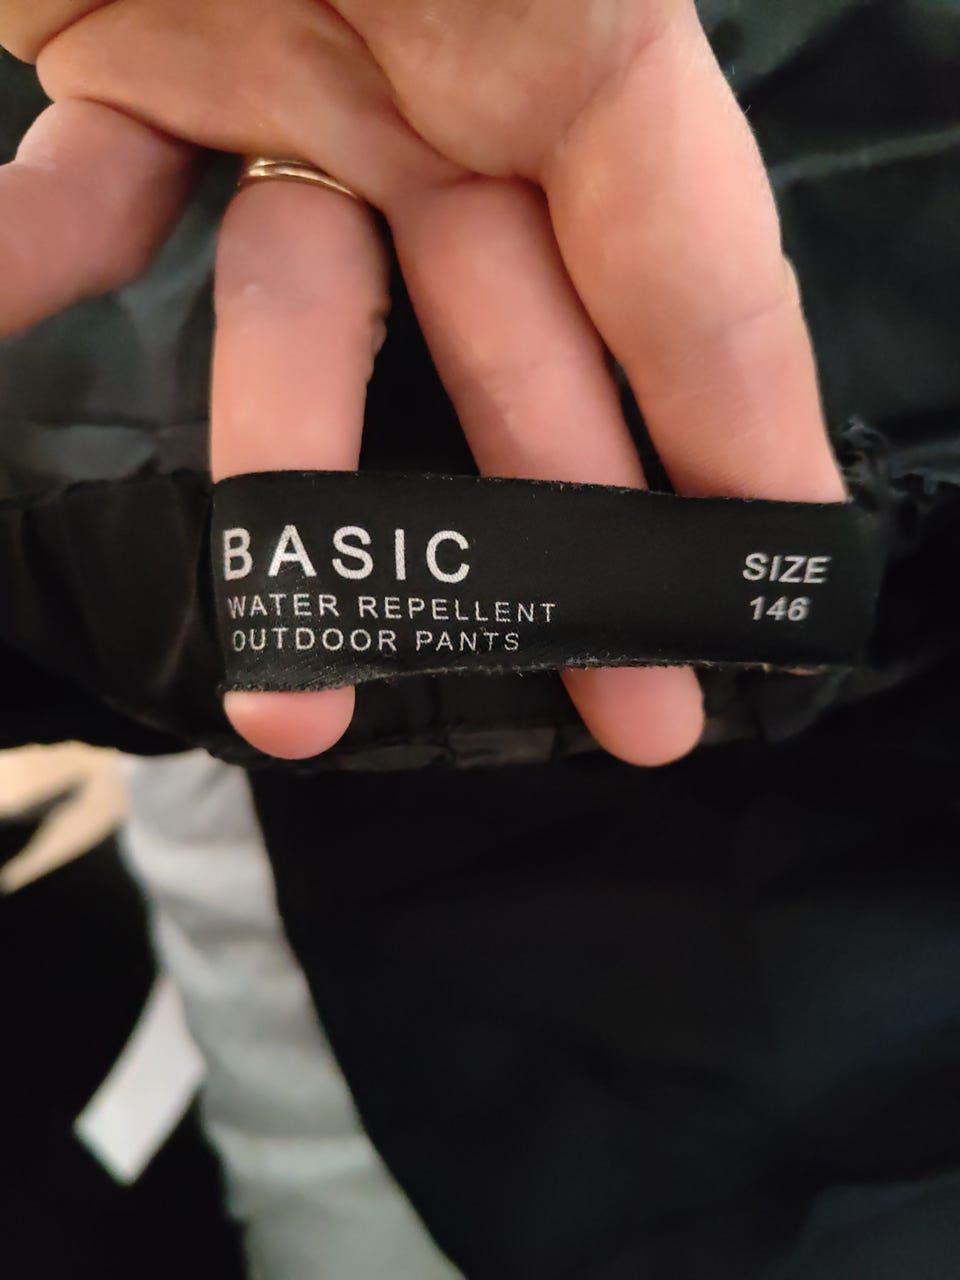 BASIC
WATER REPELLENT
OUTDOOR PANTS
SIZE
146